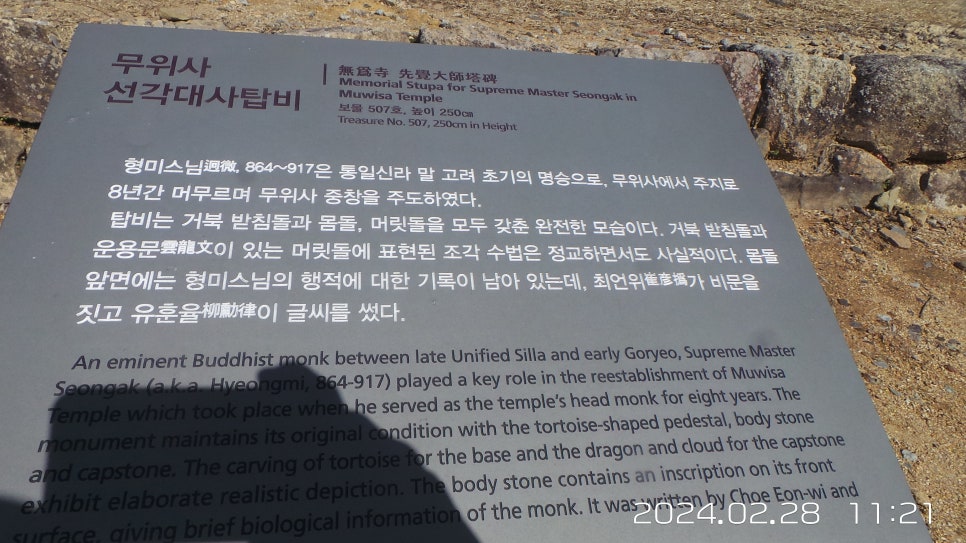 무위사
선각대사탑비
無爲寺 先覺大師塔碑
Memorial Stupa for Supreme Master Seongak in
Muwisa Temple
보물 507호, 높이 250㎝
Treasure No. 507, 250cm in Height
형미스님逈微, 864~917은 통일신라 말 고려 초기의 명승으로, 무위사에서 주지로
8년간 머무르며 무위사 중창을 주도하였다.
탑비는 거북 받침돌과 몸돌, 머릿돌을 모두 갖춘 완전한 모습이다. 거북 받침돌과
운용문雲龍文이 있는 머릿돌에 표현된 조각 수법은 정교하면서도 사실적이다. 몸돌
앞면에는 형미스님의 행적에 대한 기록이 남아 있는데, 최언위崔彦撝가 비문을
짓고 유훈율柳勳律이 글씨를 썼다.
An eminent Buddhist monk between late Unified Silla and early Goryeo, Supreme Master
Seongak (a.k.a. Hyeongmi, 864-917) played a key role in the reestablishment of Muwisa
Temple which took place when he served as the temple's head monk for eight years. The
monument maintains its original condition with the tortoise-shaped pedestal, body stone
and capstone. The carving of tortoise for the base and the dragon and cloud for the capstone
exhibit elaborate realistic depiction. The body stone contains an inscription on its front
surface, giving brief biological information of the monk. It was written by Choe Eon-wi and
2024.02.28 11:21